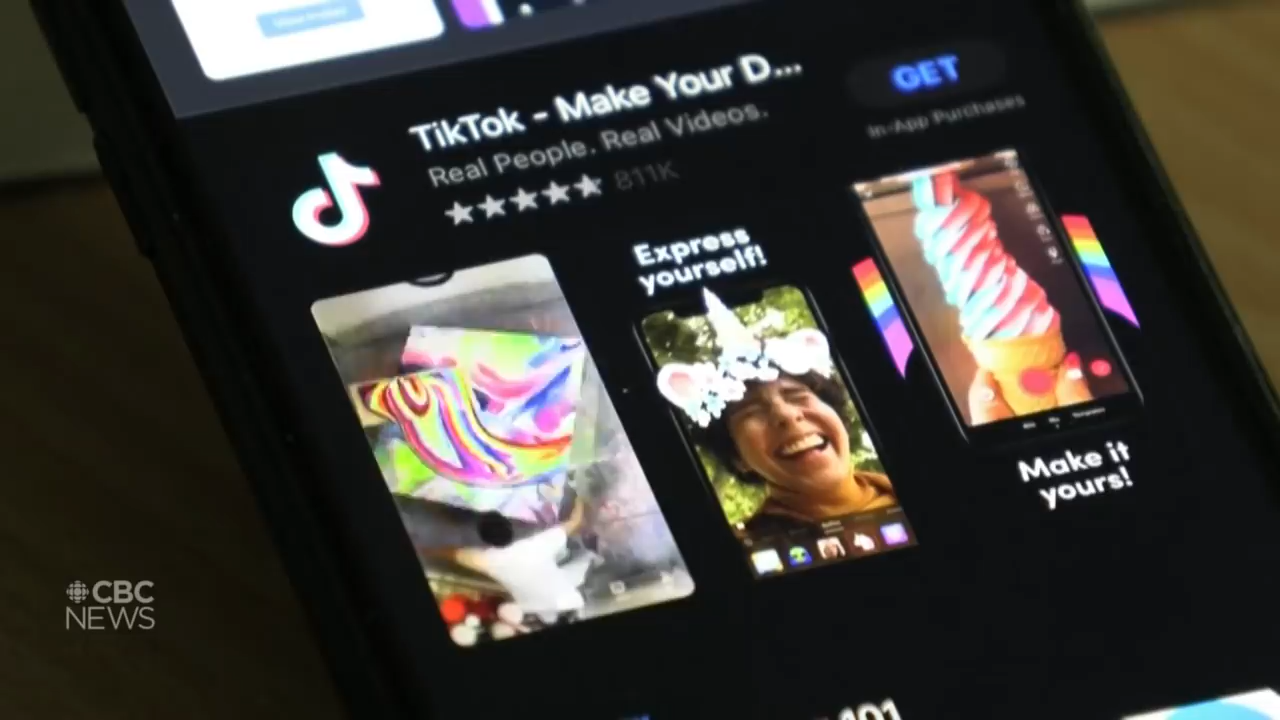 TikTok - Make Your D...
GET
Real People. Real Videos.
In-App Purchases
811K
Express
yourself!
Make it
yours!
CBC
NEWS
101